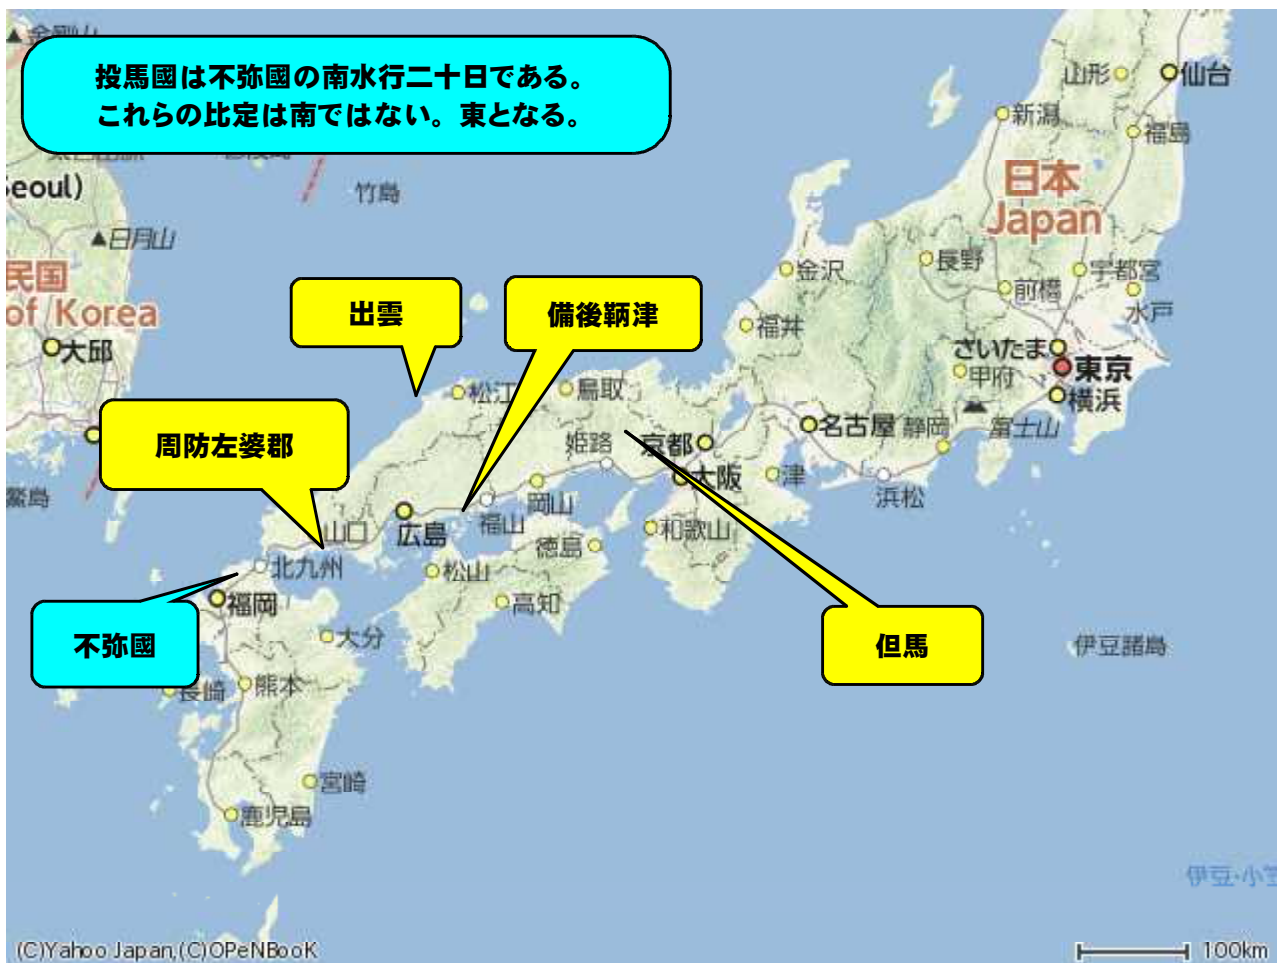 金剛山
投馬國は不弥國の南水行二十日である。
これらの比定は南ではない。東となる。
山形
仙台
新潟
福島
竹島
eoul)
日本
Japan
日月山
民国
of Korea
金沢
長野
宇都宮
前橋
水戸
出雲
備後鞆津
福井
大邱
さいたま
甲府
東京
横浜
松江
鳥取
周防左婆郡
姫路
京都
名古屋
静岡
富士山
大阪
津
浜松
岡山
福山
山口
広島
和歌山
徳島
北九州
松山
福岡
高知
不弥國
大分
但馬
伊豆諸島
長崎
熊本
宮崎
鹿児島
伊豆・小笠
(C)Yahoo Japan,(C)OPeNBooK
100km